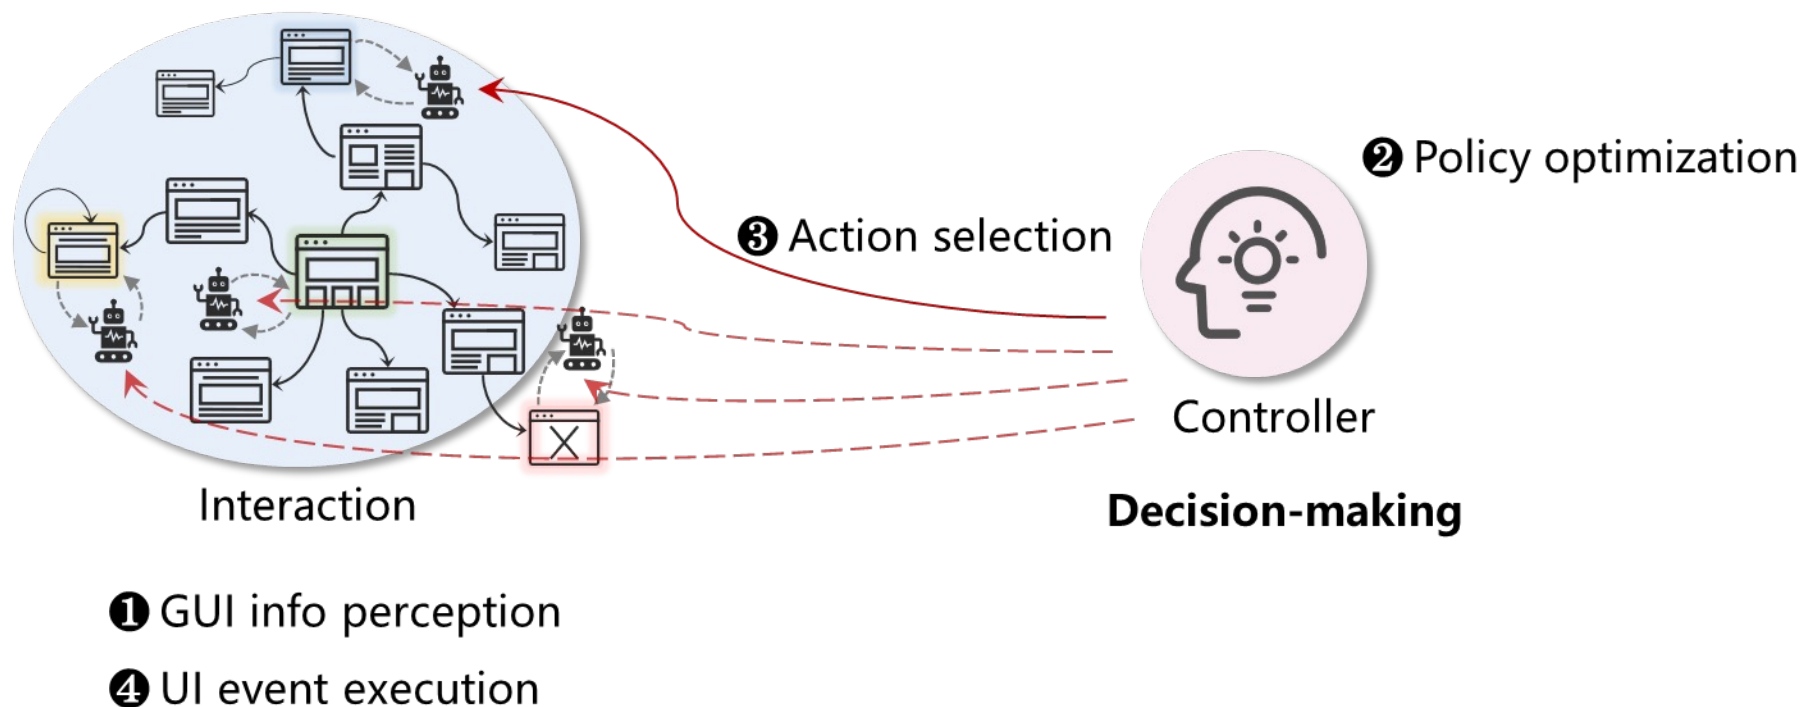 ❷ Policy optimization
❸ Action selection
Controller
Interaction
Decision-making
❶ GUI info perception
❹ UI event execution